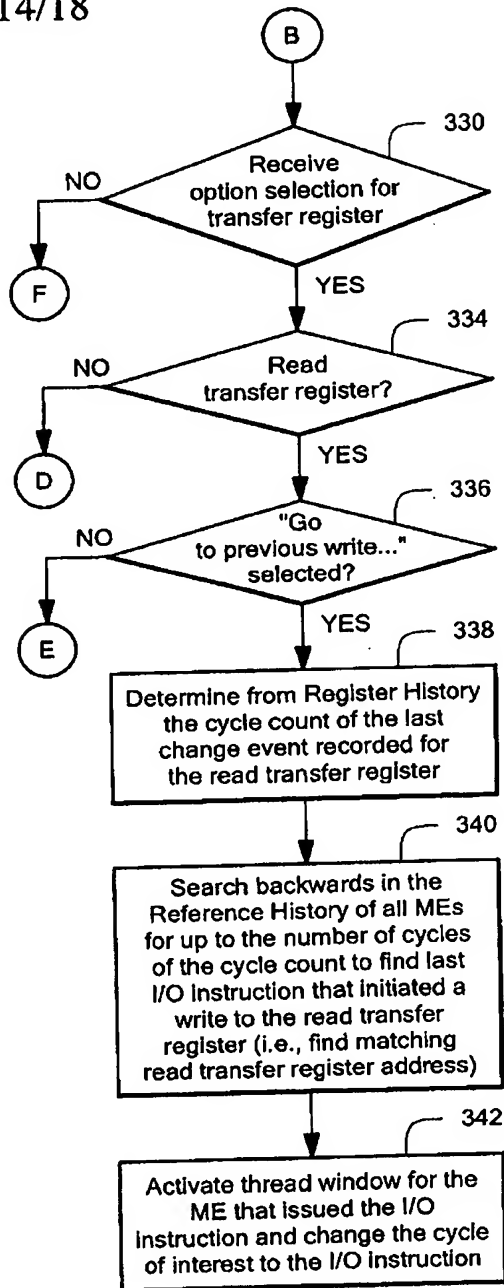 14/18
B
330
Receive
option selection for
transfer register
NO
F
YES
334
Read
transfer register?
NO
D
YES
336
"Go
to previous write..."
selected?
NO
E
YES
338
Determine from Register History
the cycle count of the last
change event recorded for
the read transfer register
340
Search backwards in the
Reference History of all MEs
for up to the number of cycles
of the cycle count to find last
I/O instruction that initiated a
write to the read transfer
register (i.e., find matching
read transfer register address)
342
Activate thread window for the
ME that issued the I/O
instruction and change the cycle
of interest to the I/O instruction